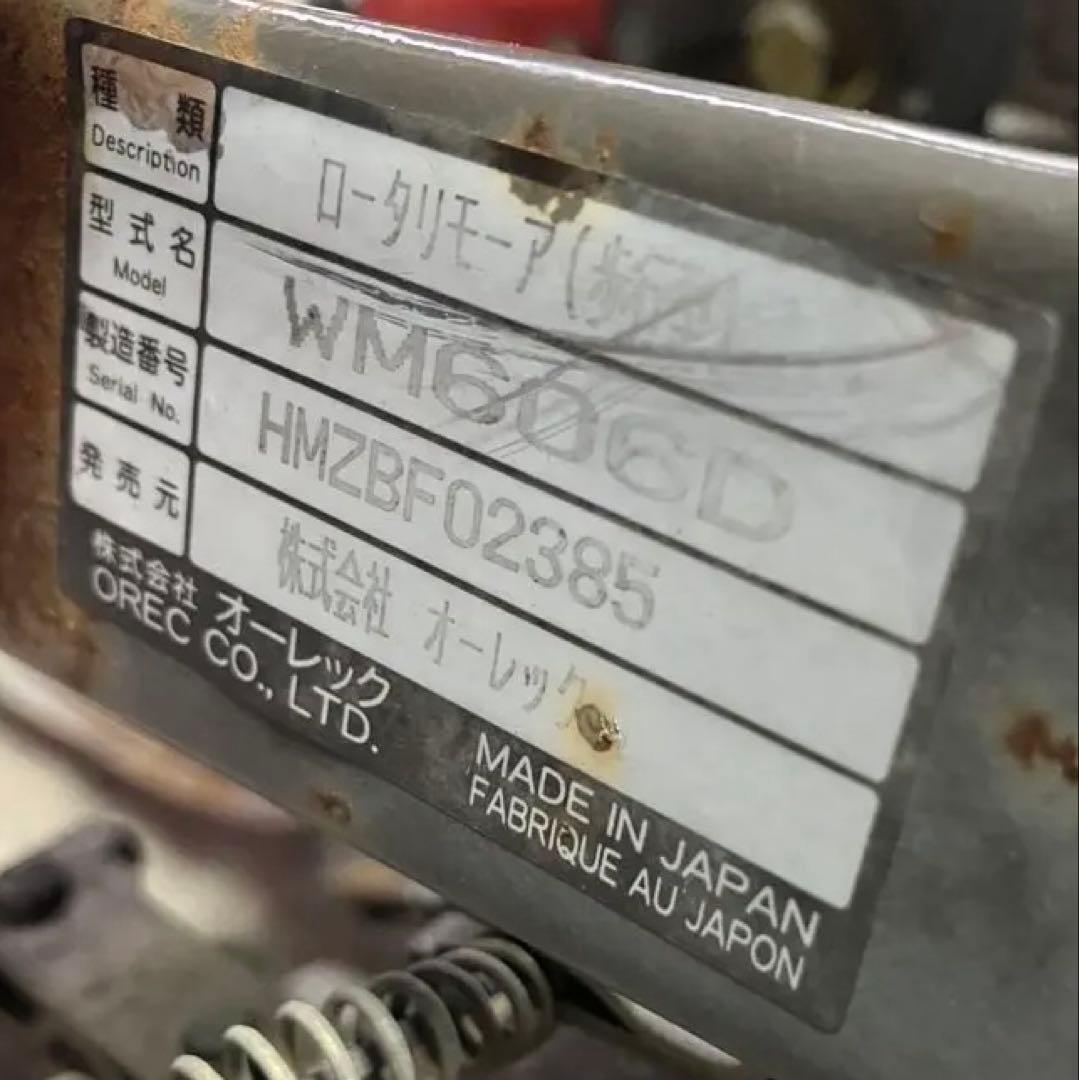 種類 ロータリモーア(
Description
型式名 WM606D
Model
製造番号 HMZBF02385
Serial No.
発売元 株式会社 オーレック
株式会社 オーレック
OREC CO., LTD.
MADE IN JAPAN
FABRIQUE AU JAPON